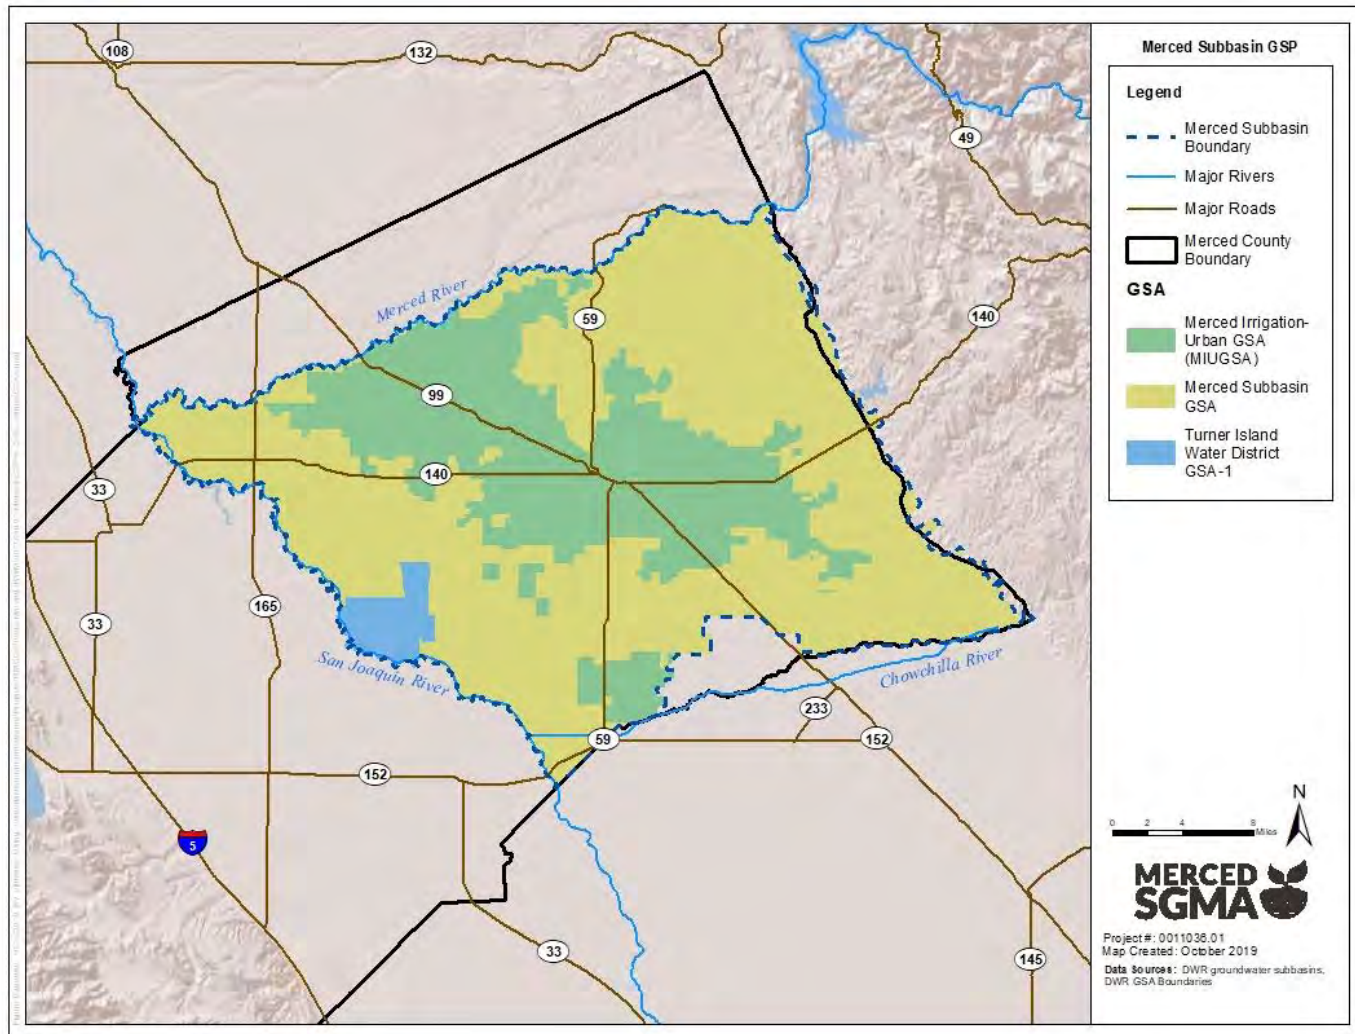 Merced Subbasin GSP
Legend
Merced Subbasin
Boundary
Major Rivers
Major Roads
Merced County
Boundary
GSA
Merced Irrigation-
Urban GSA
(MIUGSA)
Merced Subbasin
GSA
Turner Island
Water District
GSA-1
108
132
49
Merced River
59
140
99
140
33
33
165
San Joaquin River
Chowchilla River
233
59
152
152
5
33
145
N
0 2 4 8 Miles
MERCED
SGMA
Project #: 0011036.01
Map Created: October 2019
Data Sources: DWR groundwater subbasins,
DWR GSA Boundaries